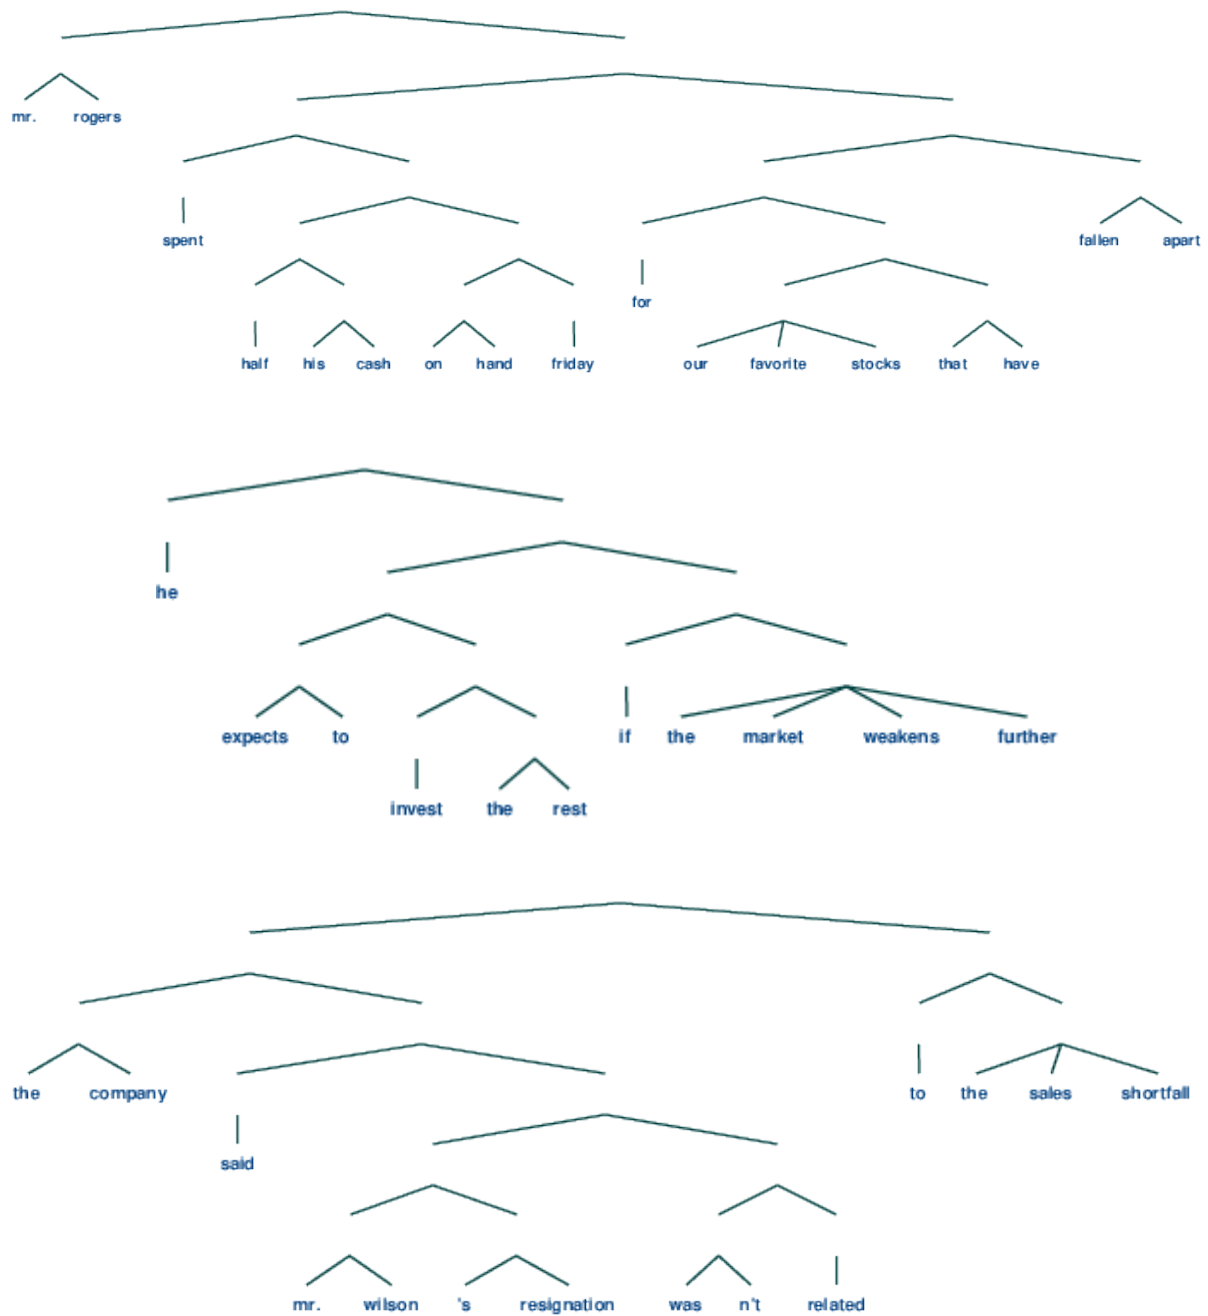 mr. rogers
spent fallen apart
for
half his cash on hand friday our favorite stocks that have
he
expects to if the market weakens further
invest the rest
the company to the sales shortfall
said
mr. wilson 's resignation was n't related